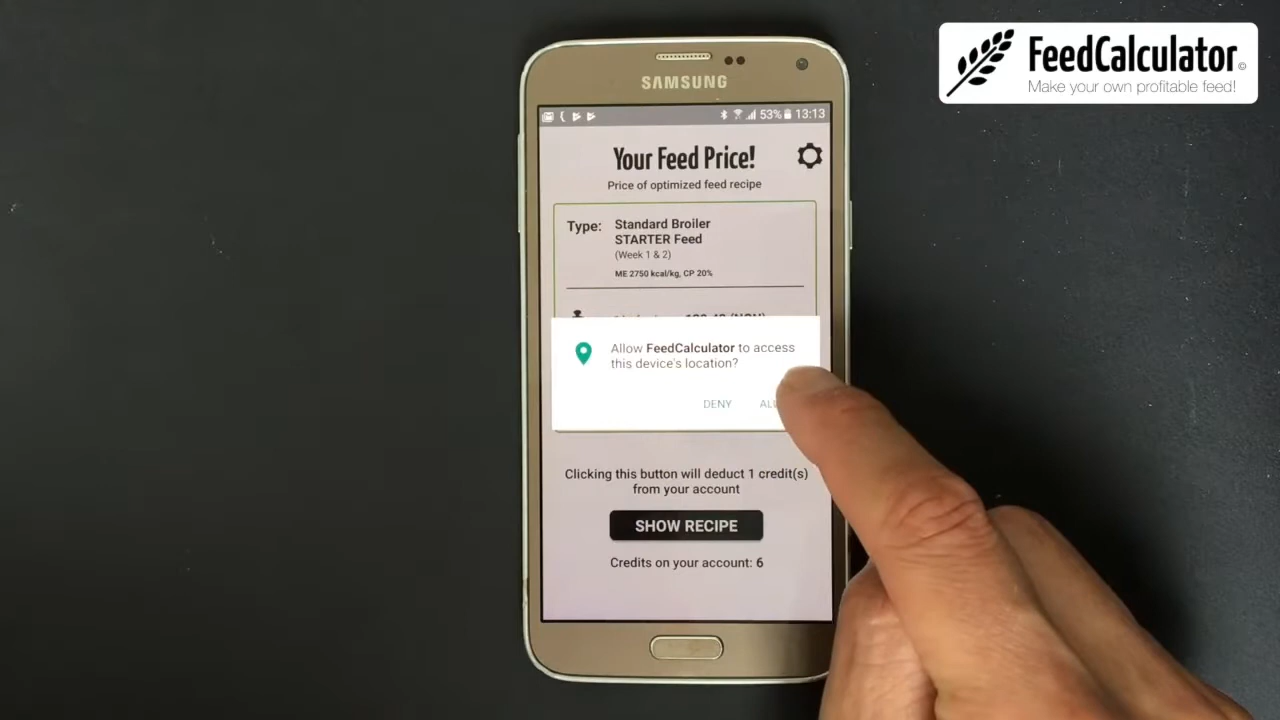 FeedCalculator©
Make your own profitable feed!
SAMSUNG
53% 13:13
Your Feed Price!
Price of optimized feed recipe
Type: Standard Broiler
STARTER Feed
(Week 1 & 2)
ME 2750 kcal/kg, CP 20%
Allow FeedCalculator to access
this device's location?
DENY
Clicking this button will deduct 1 credit(s)
from your account
SHOW RECIPE
Credits on your account: 6